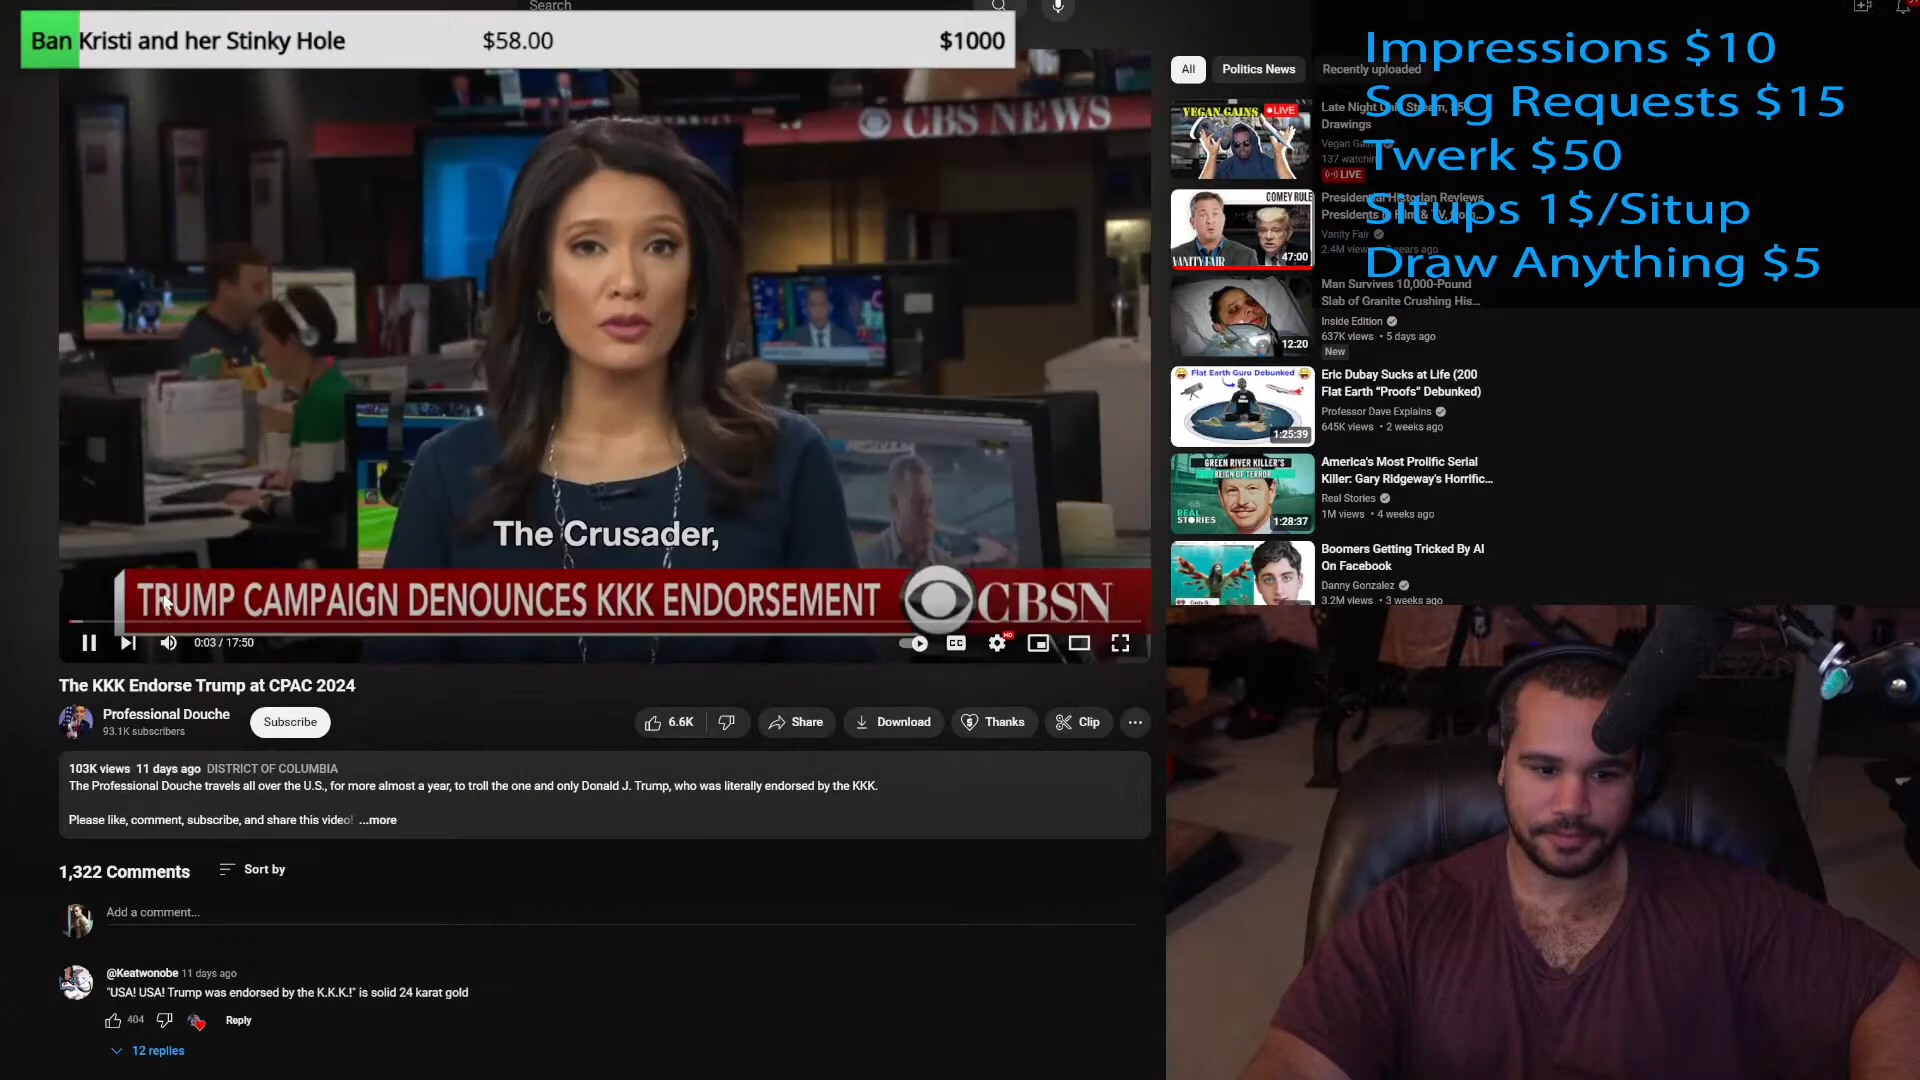 Search
Ban Kristi and her Stinky Hole $58.00 $1000
CBS NEWS
The Crusader,
TRUMP CAMPAIGN DENOUNCES KKK ENDORSEMENT CBSN
0:03 / 17:50
CC
HD
The KKK Endorse Trump at CPAC 2024
Professional Douche
93.1K subscribers
Subscribe
6.6K
Share
Download
Thanks
Clip
103K views 11 days ago DISTRICT OF COLUMBIA
The Professional Douche travels all over the U.S., for more almost a year, to troll the one and only Donald J. Trump, who was literally endorsed by the KKK.
Please like, comment, subscribe, and share this video! ...more
1,322 Comments
Sort by
Add a comment...
@Keatwonobe 11 days ago
"USA! USA! Trump was endorsed by the K.K.K.!" is solid 24 karat gold
404
Reply
12 replies
Impressions $10
Song Requests $15
Twerk $50
Situps 1$/Situp
Draw Anything $5
All
Politics News
Recently uploaded
VEGAN GAINS
LIVE
Late Night
Drawings
Vegan
137
LIVE
COMEY RULE
VANITY FAIR
47:00
Presidential Historian Reviews
Presidents
Vanity Fair
2.4M views
12:20
Man Survives 10,000-Pound
Slab of Granite Crushing His...
Inside Edition
637K views • 5 days ago
New
Flat Earth Guru Debunked
1:25:39
Eric Dubay Sucks at Life (200
Flat Earth “Proofs” Debunked)
Professor Dave Explains
645K views • 2 weeks ago
GREEN RIVER KILLER'S
REIGN OF TERROR
REAL
STORIES
1:28:37
America's Most Prolific Serial
Killer: Gary Ridgeway's Horrific...
Real Stories
1M views • 4 weeks ago
Boomers Getting Tricked By AI
On Facebook
Danny Gonzalez
3.2M views • 3 weeks ago